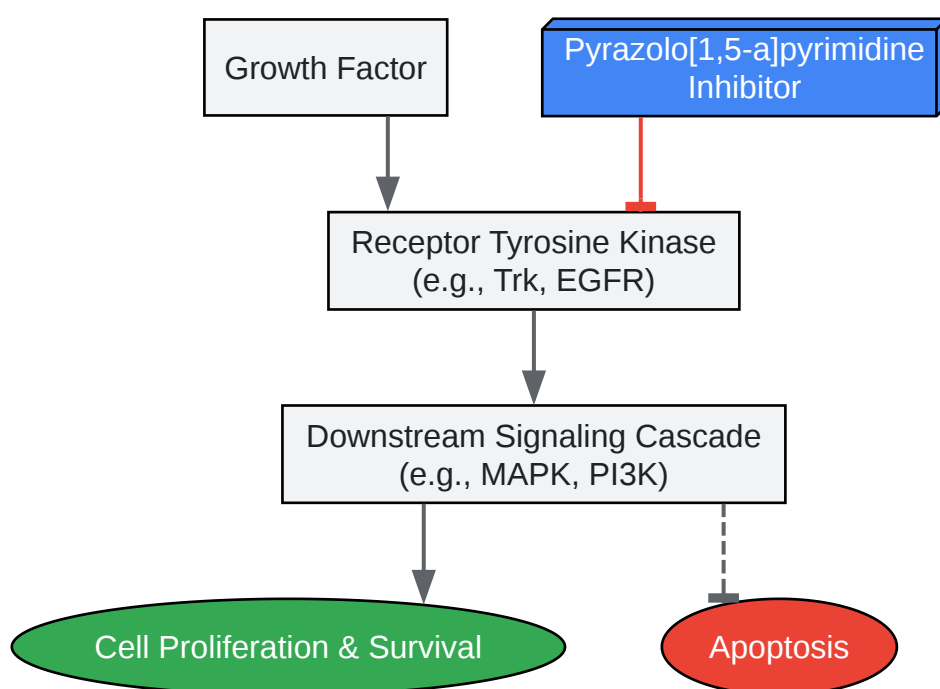 Growth Factor
Pyrazolo[1,5-a]pyrimidine
Inhibitor
Receptor Tyrosine Kinase
(e.g., Trk, EGFR)
Downstream Signaling Cascade
(e.g., MAPK, PI3K)
Cell Proliferation & Survival
Apoptosis